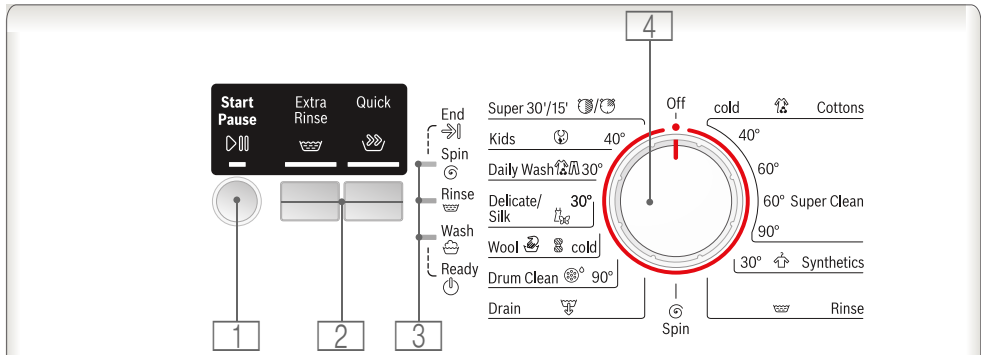 Start
Pause
Extra
Rinse
Quick
End
Spin
Rinse
Wash
Ready
Super 30'/15'
Kids 40°
Daily Wash 30°
Delicate/ 30°
Silk
Wool cold
Drum Clean 90°
Drain
Off
Spin
cold Cottons
40°
60°
60° Super Clean
90°
30° Synthetics
Rinse
1
2
3
4